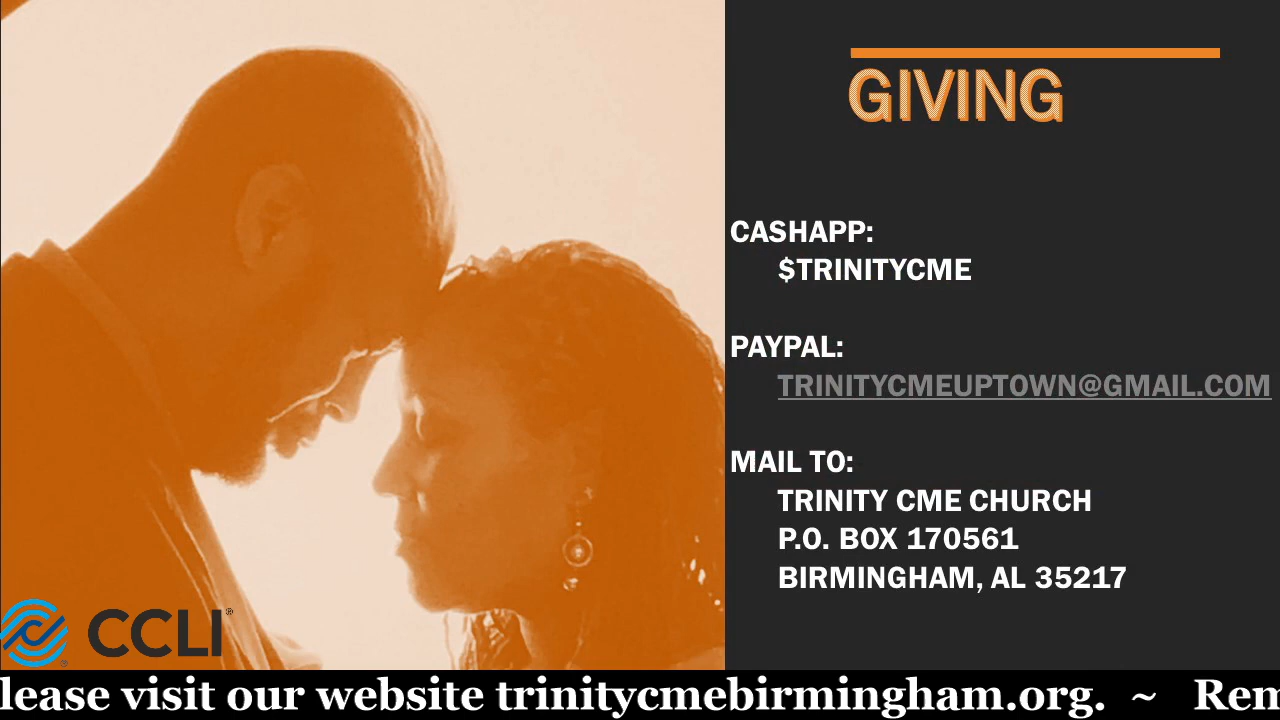 GIVING
CASHAPP:
$TRINITYCME
PAYPAL:
TRINITYCMEUPTOWN@GMAIL.COM
MAIL TO:
TRINITY CME CHURCH
P.O. BOX 170561
BIRMINGHAM, AL 35217
CCLI®
lease visit our website trinitycmebirmingham.org. ~ Rem